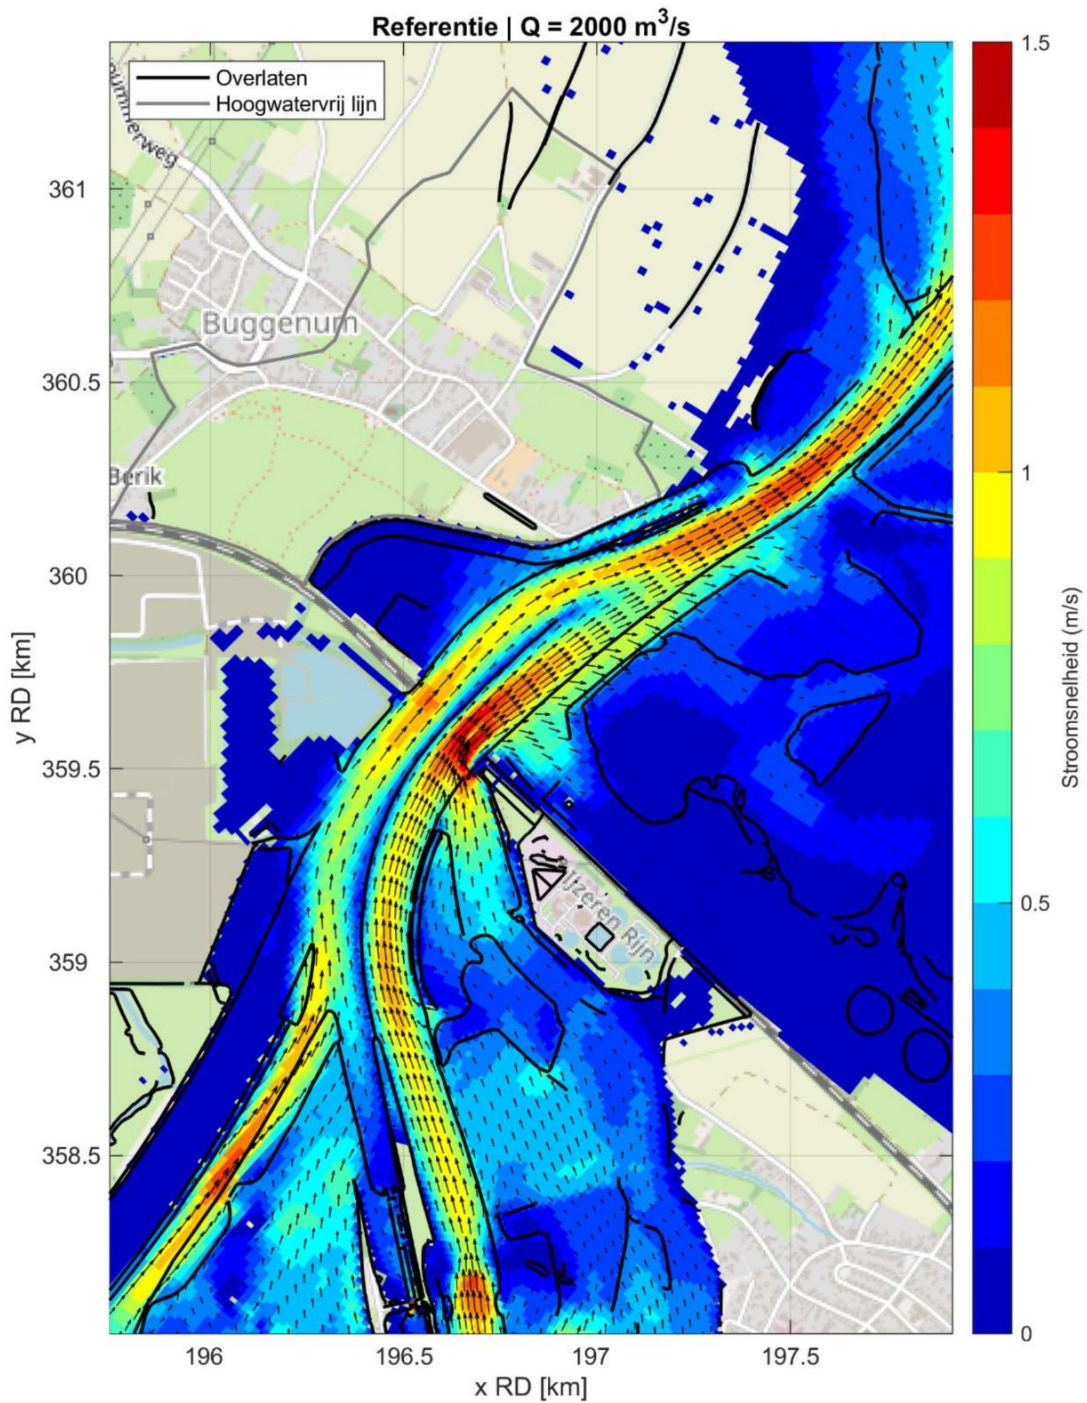 Referentie | Q = 2000 m³/s
Overlaten
Hoogwatervrij lijn
Buggenum
Berik
IJzeren Rijn
361
360.5
360
359.5
359
358.5
196
196.5
197
197.5
x RD [km]
y RD [km]
1.5
1
0.5
0
Stroomsnelheid (m/s)